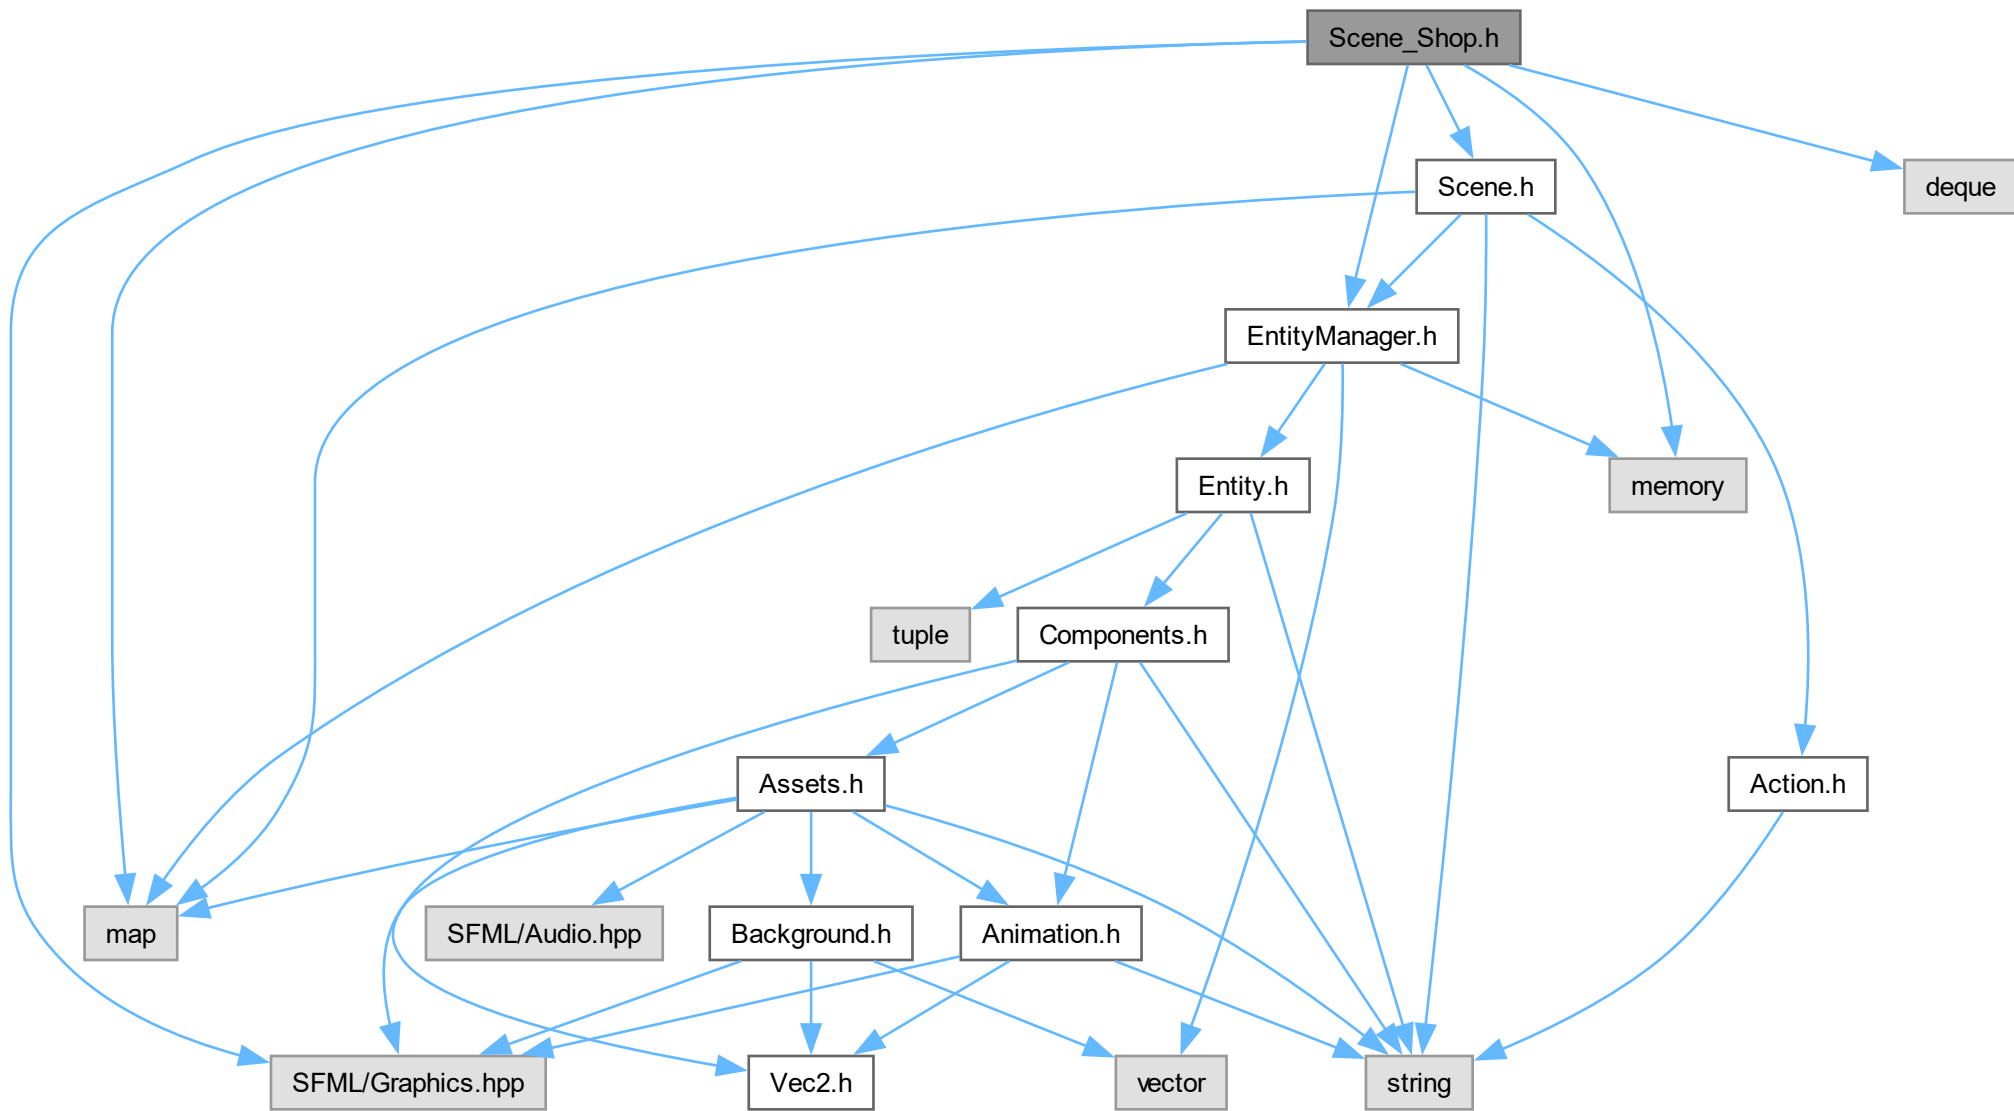 Scene_Shop.h
Scene.h
deque
EntityManager.h
Entity.h
memory
tuple
Components.h
Assets.h
Action.h
map
SFML/Audio.hpp
Background.h
Animation.h
SFML/Graphics.hpp
Vec2.h
vector
string